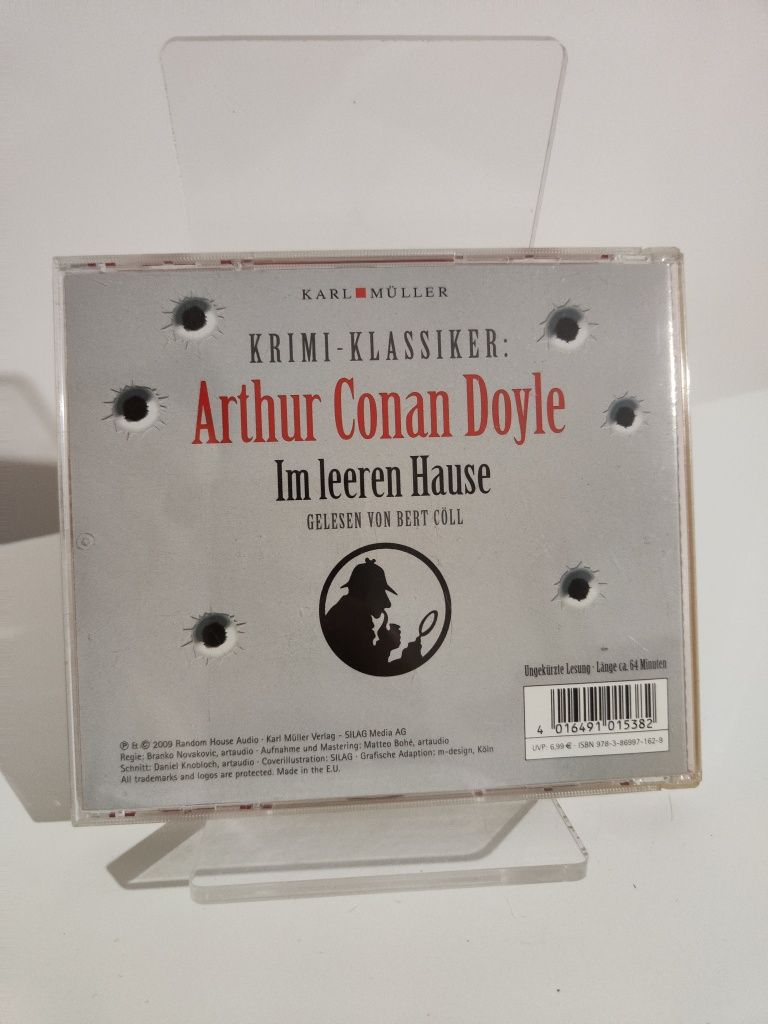 KARL MÜLLER
KRIMI-KLASSIKER:
Arthur Conan Doyle
Im leeren Hause
GELESEN VON BERT CÖLL
Ungekürzte Lesung · Länge ca. 64 Minuten
4 016491 015382
UVP: 6,99 € · ISBN 978-3-86997-162-9
℗ & © 2009 Random House Audio · Karl Müller Verlag – SILAG Media AG
Regie: Branko Novakovic, artaudio · Aufnahme und Mastering: Matteo Bohé, artaudio
Schnitt: Daniel Knobloch, artaudio · Coverillustration: SILAG · Grafische Adaption: m-design, Köln
All trademarks and logos are protected. Made in the E.U.